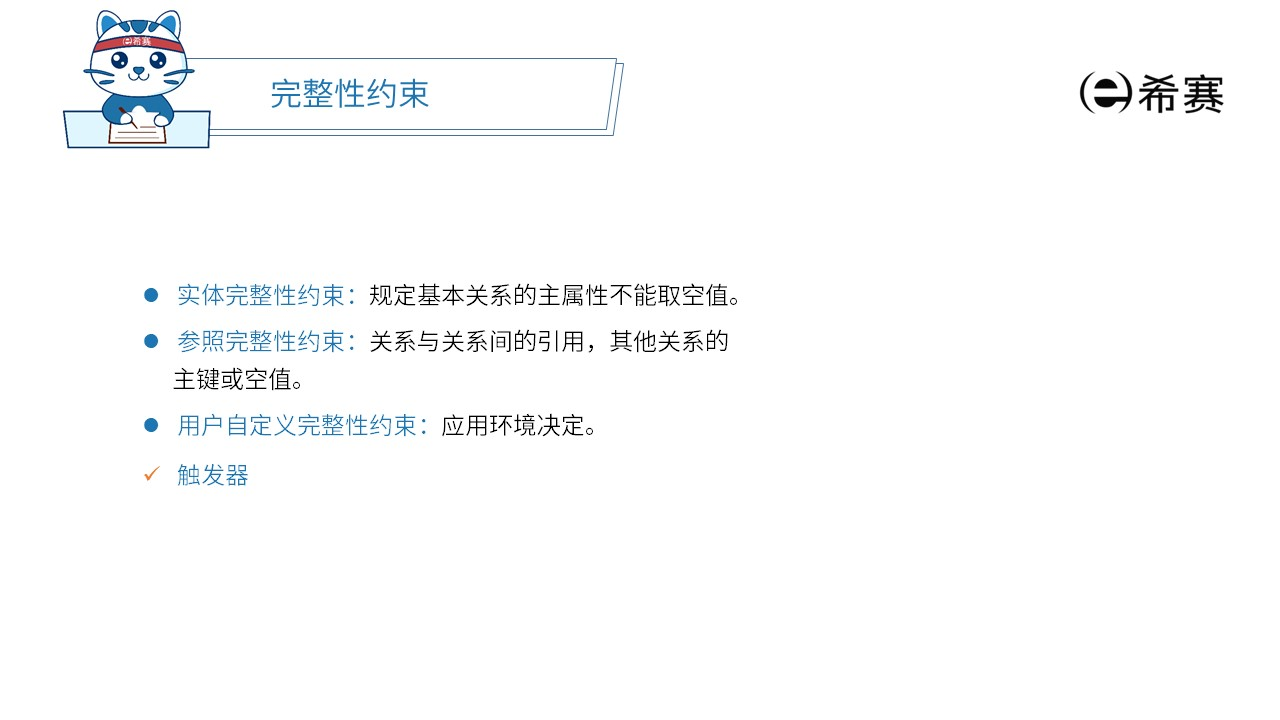 希赛
完整性约束
希赛
实体完整性约束：规定基本关系的主属性不能取空值。
参照完整性约束：关系与关系间的引用，其他关系的
主键或空值。
用户自定义完整性约束：应用环境决定。
触发器